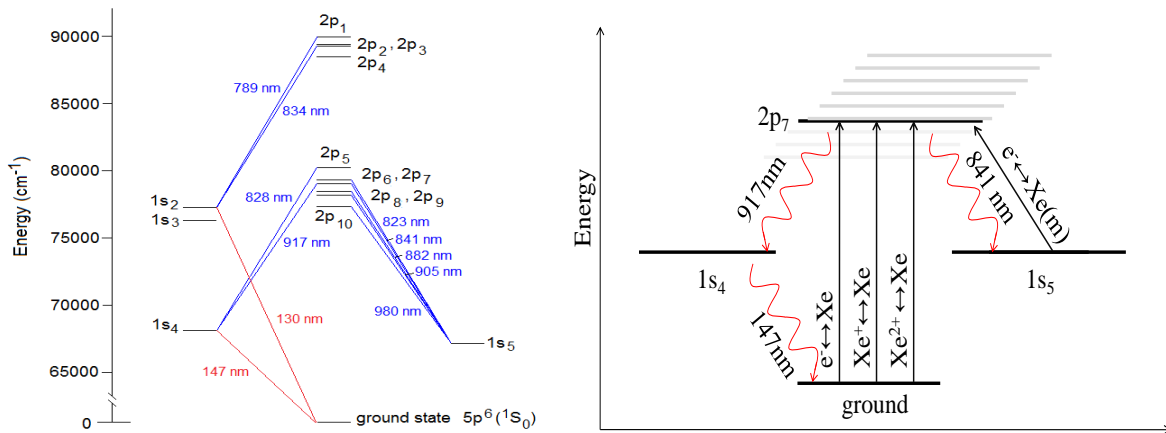 Energy (cm⁻¹)
90000
85000
80000
75000
70000
65000
0
2p₁
2p₂ , 2p₃
2p₄
789 nm
834 nm
2p₅
2p₆ , 2p₇
2p₈ , 2p₉
2p₁₀
1s₂
1s₃
828 nm
917 nm
823 nm
841 nm
882 nm
905 nm
980 nm
1s₄
1s₅
130 nm
147 nm
ground state 5p⁶ (¹S₀)
Energy
2p₇
917nm
841 nm
e⁻↔Xe(m)
1s₄
1s₅
147nm
e⁻↔Xe
Xe⁺↔Xe
Xe²⁺↔Xe
ground